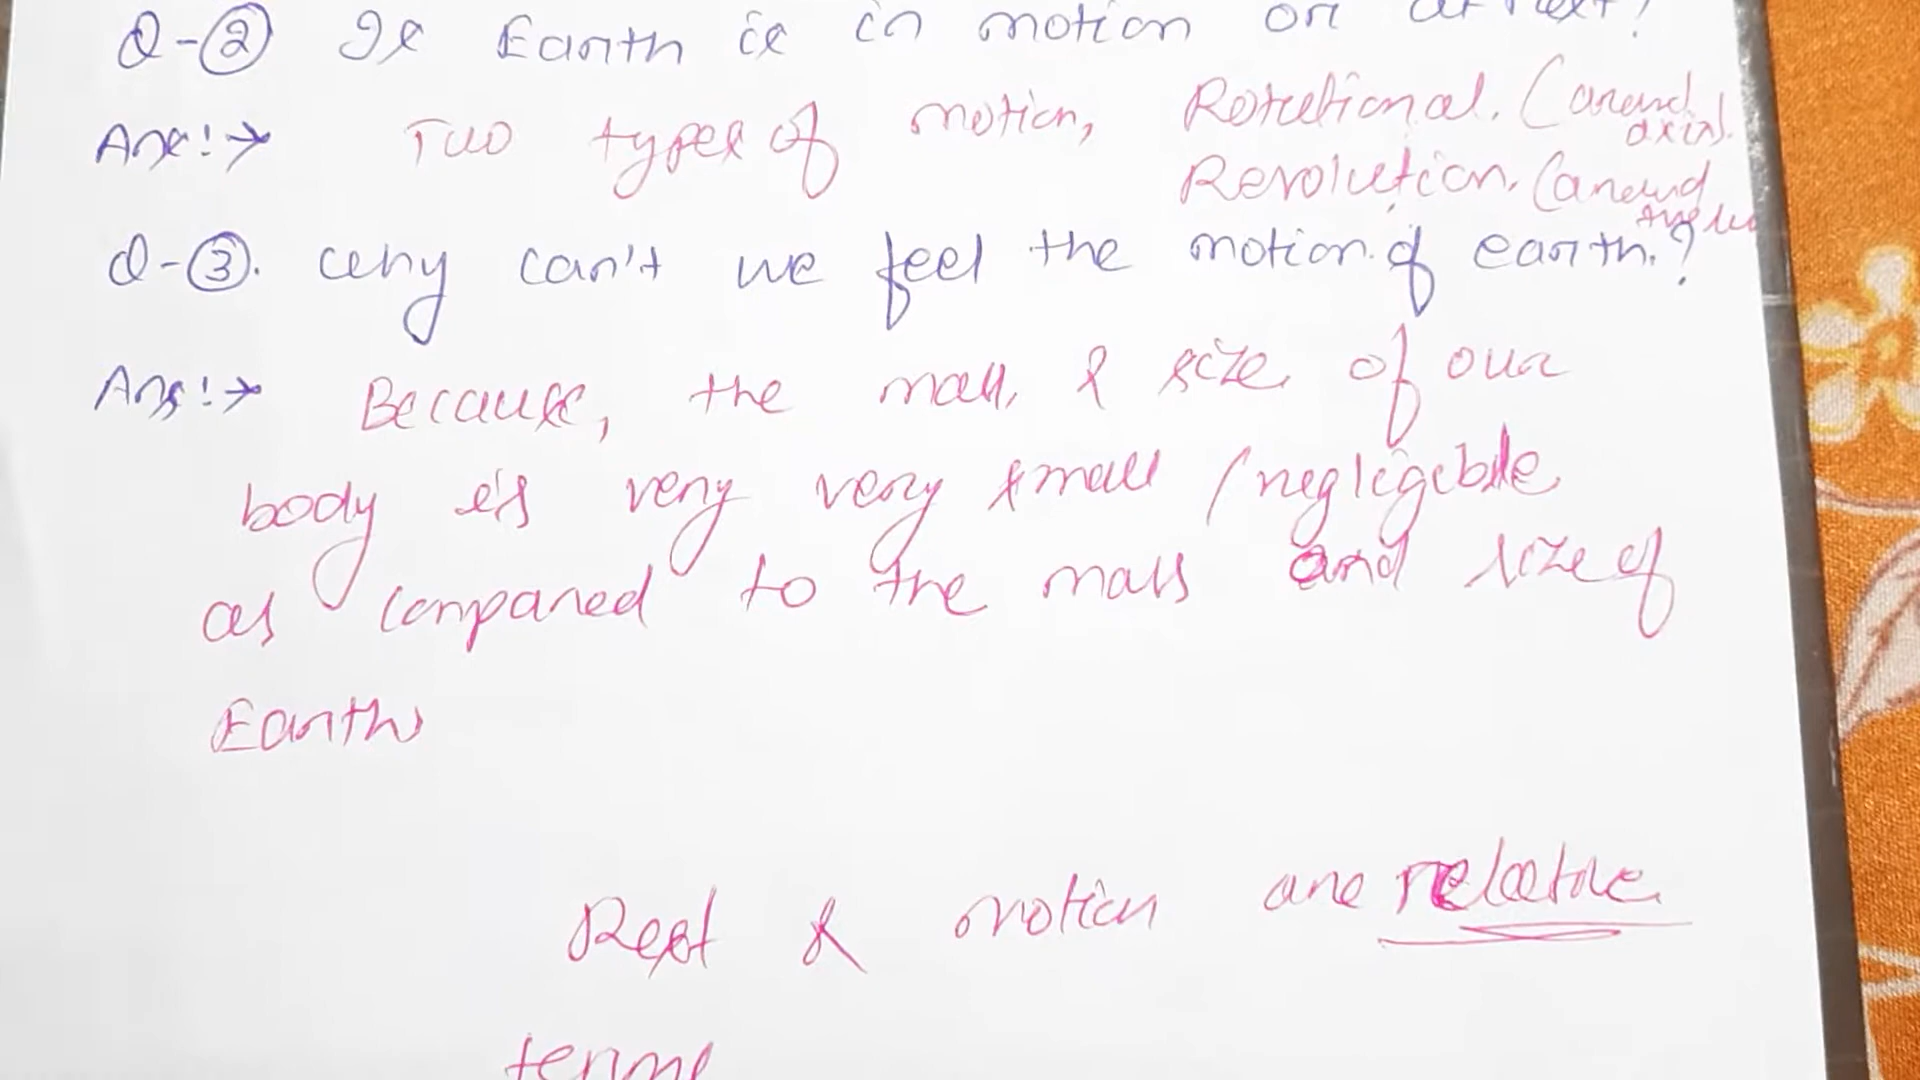 Q-② Is Earth is in motion or at rest?
Ans:→ Two types of motion, Rotational. (around axis).
Revolution. (around
Q-③. Why can't we feel the motion of earth.?
Ans:→ Because, the mass, & size of our
body is very very small / negligible
as compared to the mass and size of
Earth
Rest & motion are relative
terms